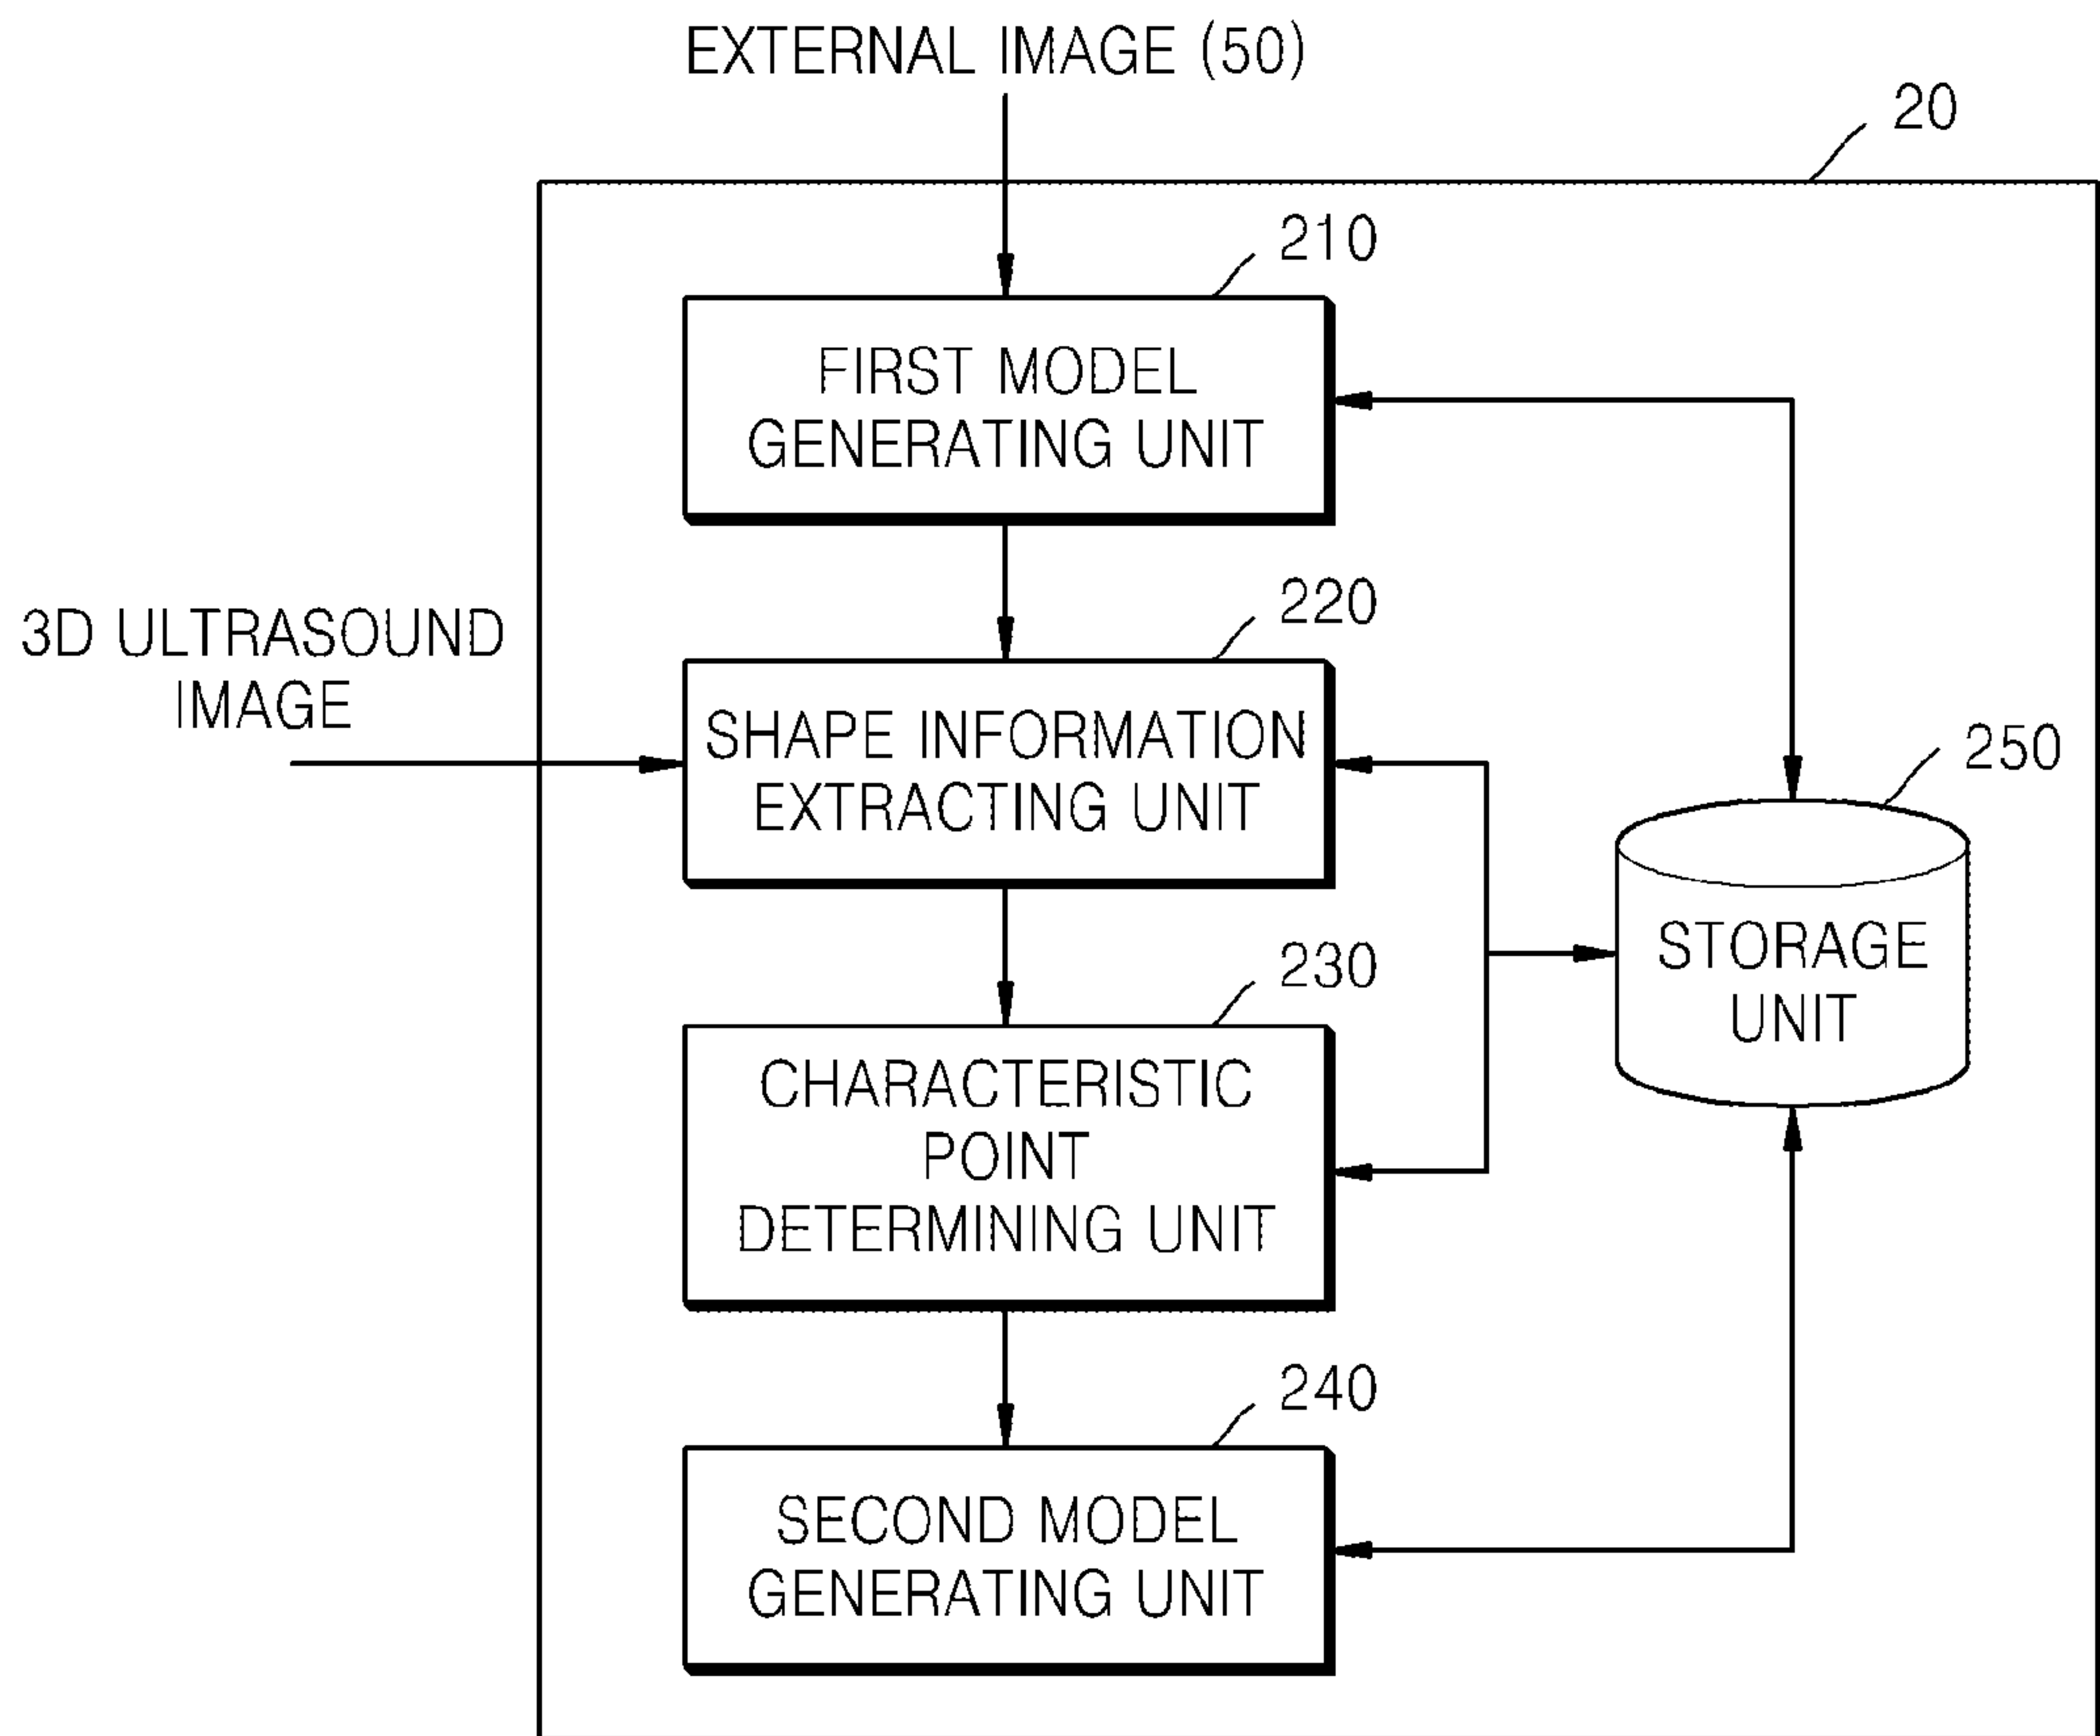 EXTERNAL IMAGE (50)
20
210
FIRST MODEL
GENERATING UNIT
220
3D ULTRASOUND
IMAGE
SHAPE INFORMATION
EXTRACTING UNIT
250
STORAGE
UNIT
230
CHARACTERISTIC
POINT
DETERMINING UNIT
240
SECOND MODEL
GENERATING UNIT